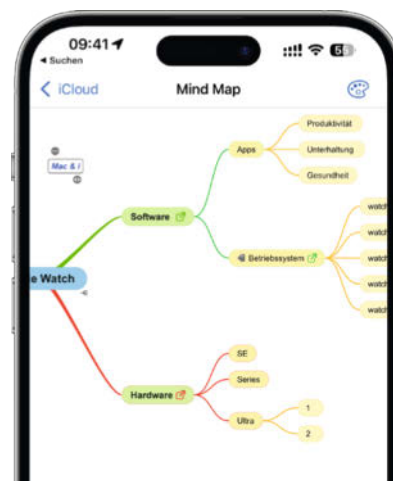 09:41
Suchen
iCloud
Mind Map
Mac & i
Produktivität
Apps
Unterhaltung
Gesundheit
Software
Betriebssystem
watch
watch
watch
watch
watch
e Watch
SE
Series
Hardware
Ultra
1
2